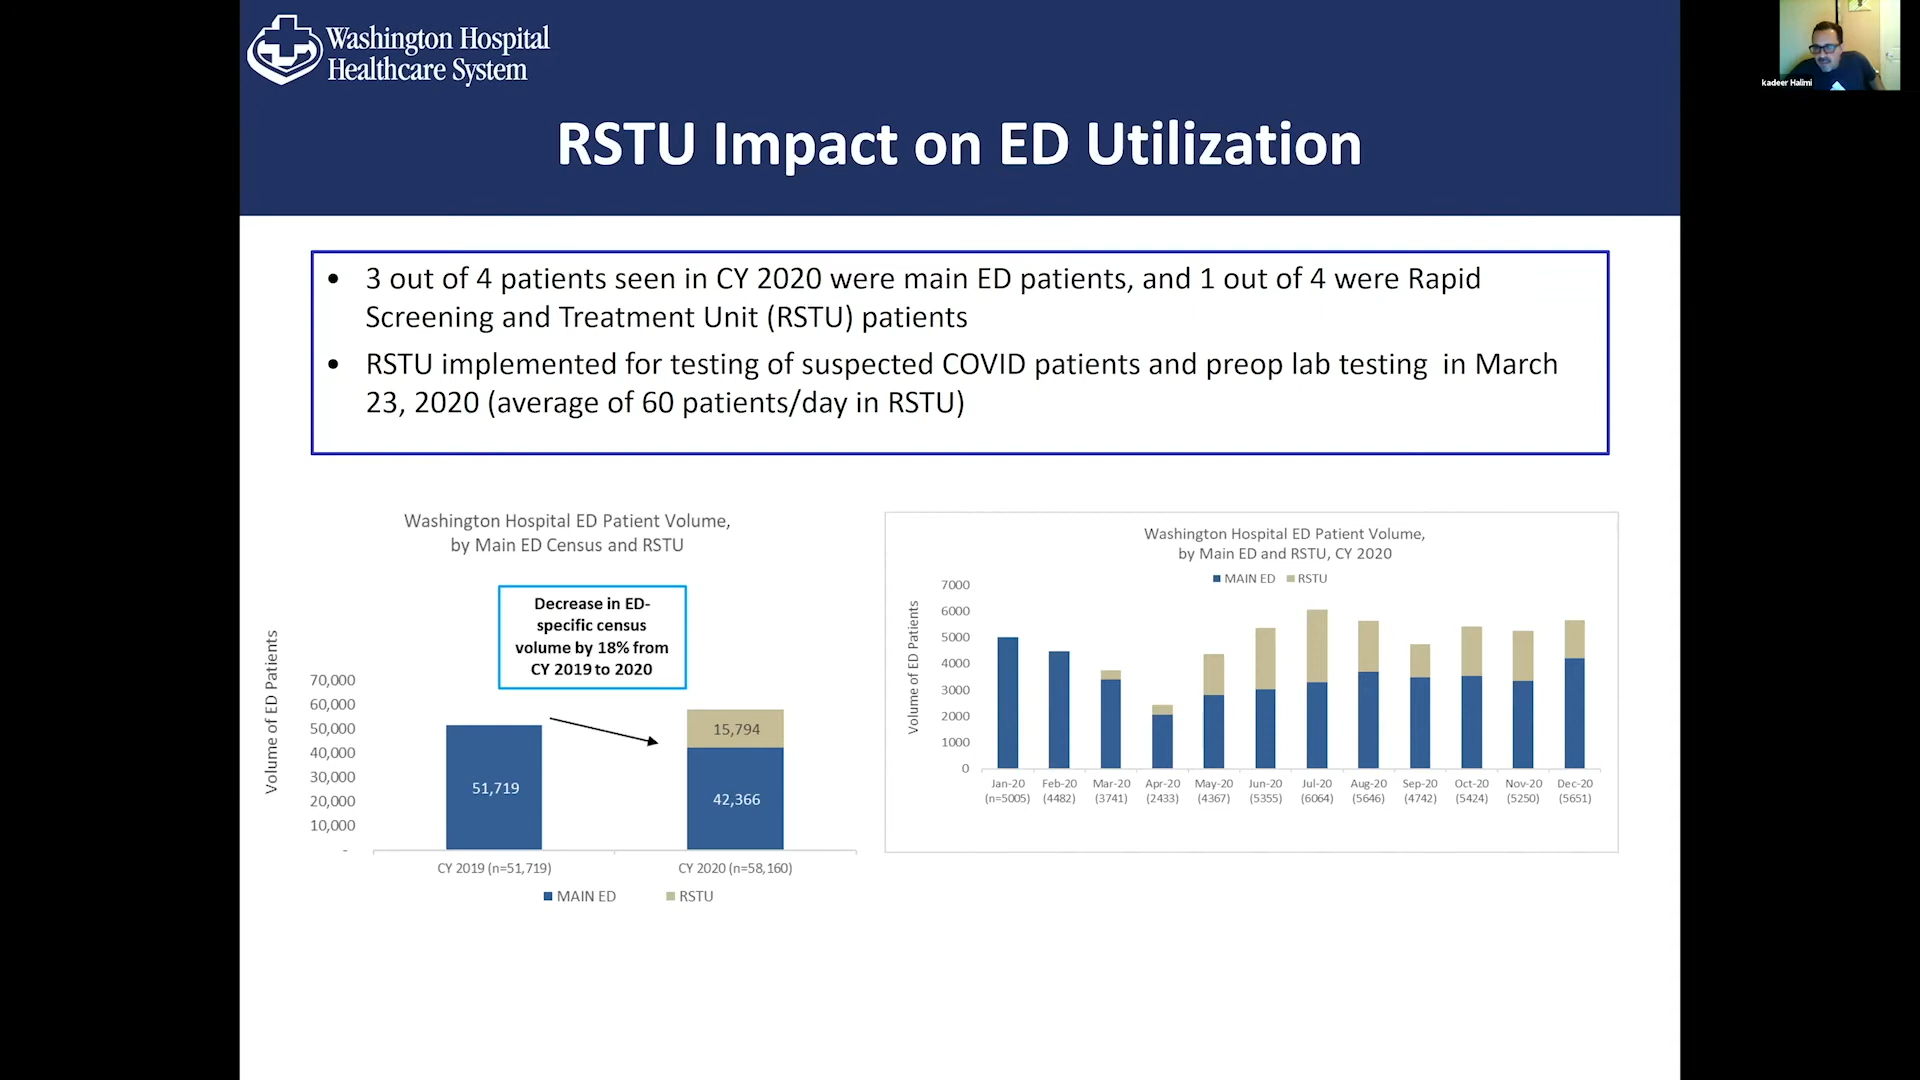 Washington Hospital
Healthcare System
kadeer Halimi
RSTU Impact on ED Utilization
• 3 out of 4 patients seen in CY 2020 were main ED patients, and 1 out of 4 were Rapid
Screening and Treatment Unit (RSTU) patients
• RSTU implemented for testing of suspected COVID patients and preop lab testing in March
23, 2020 (average of 60 patients/day in RSTU)
Washington Hospital ED Patient Volume,
by Main ED Census and RSTU
Decrease in ED-
specific census
volume by 18% from
CY 2019 to 2020
Volume of ED Patients
70,000
60,000
50,000
40,000
30,000
20,000
10,000
-
51,719
15,794
42,366
CY 2019 (n=51,719)
CY 2020 (n=58,160)
MAIN ED
RSTU
Washington Hospital ED Patient Volume,
by Main ED and RSTU, CY 2020
MAIN ED
RSTU
Volume of ED Patients
7000
6000
5000
4000
3000
2000
1000
0
Jan-20 Feb-20 Mar-20 Apr-20 May-20 Jun-20 Jul-20 Aug-20 Sep-20 Oct-20 Nov-20 Dec-20
(n=5005) (4482) (3741) (2433) (4367) (5355) (6064) (5646) (4742) (5424) (5250) (5651)